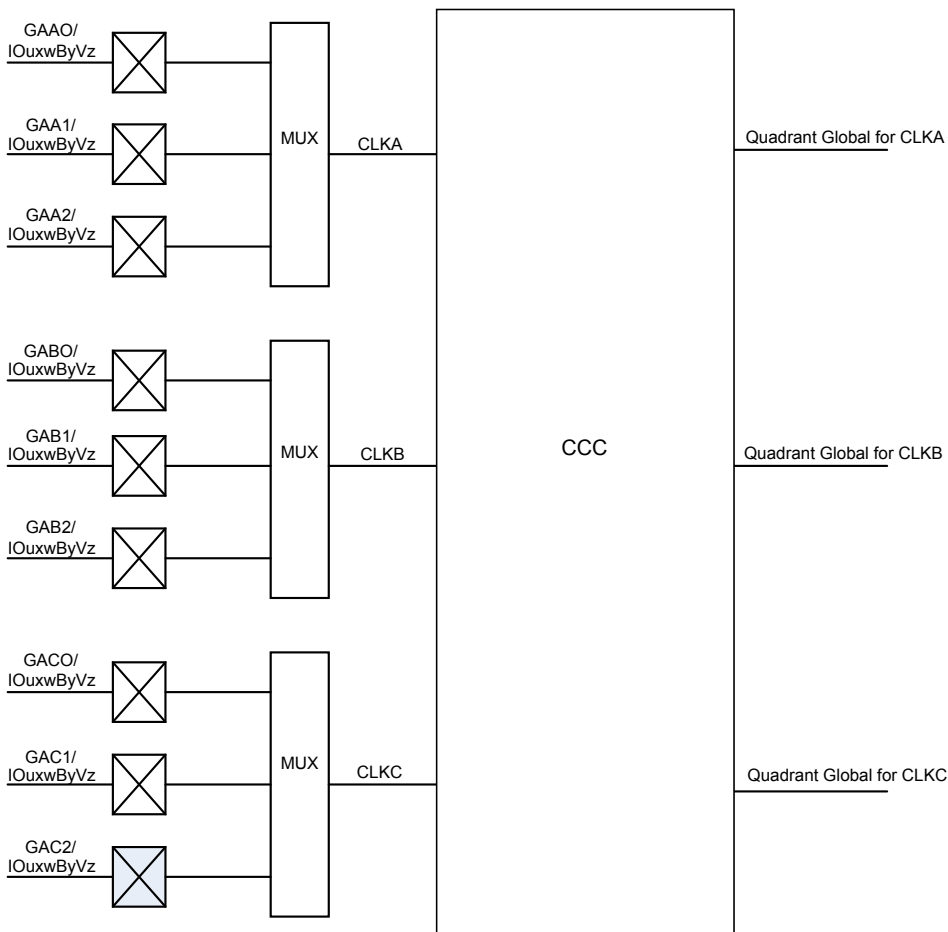 GAAO/
IOuxwByVz
GAA1/
IOuxwByVz
GAA2/
IOuxwByVz
MUX
CLKA
Quadrant Global for CLKA
GABO/
IOuxwByVz
GAB1/
IOuxwByVz
GAB2/
IOuxwByVz
MUX
CLKB
CCC
Quadrant Global for CLKB
GACO/
IOuxwByVz
GAC1/
IOuxwByVz
GAC2/
IOuxwByVz
MUX
CLKC
Quadrant Global for CLKC